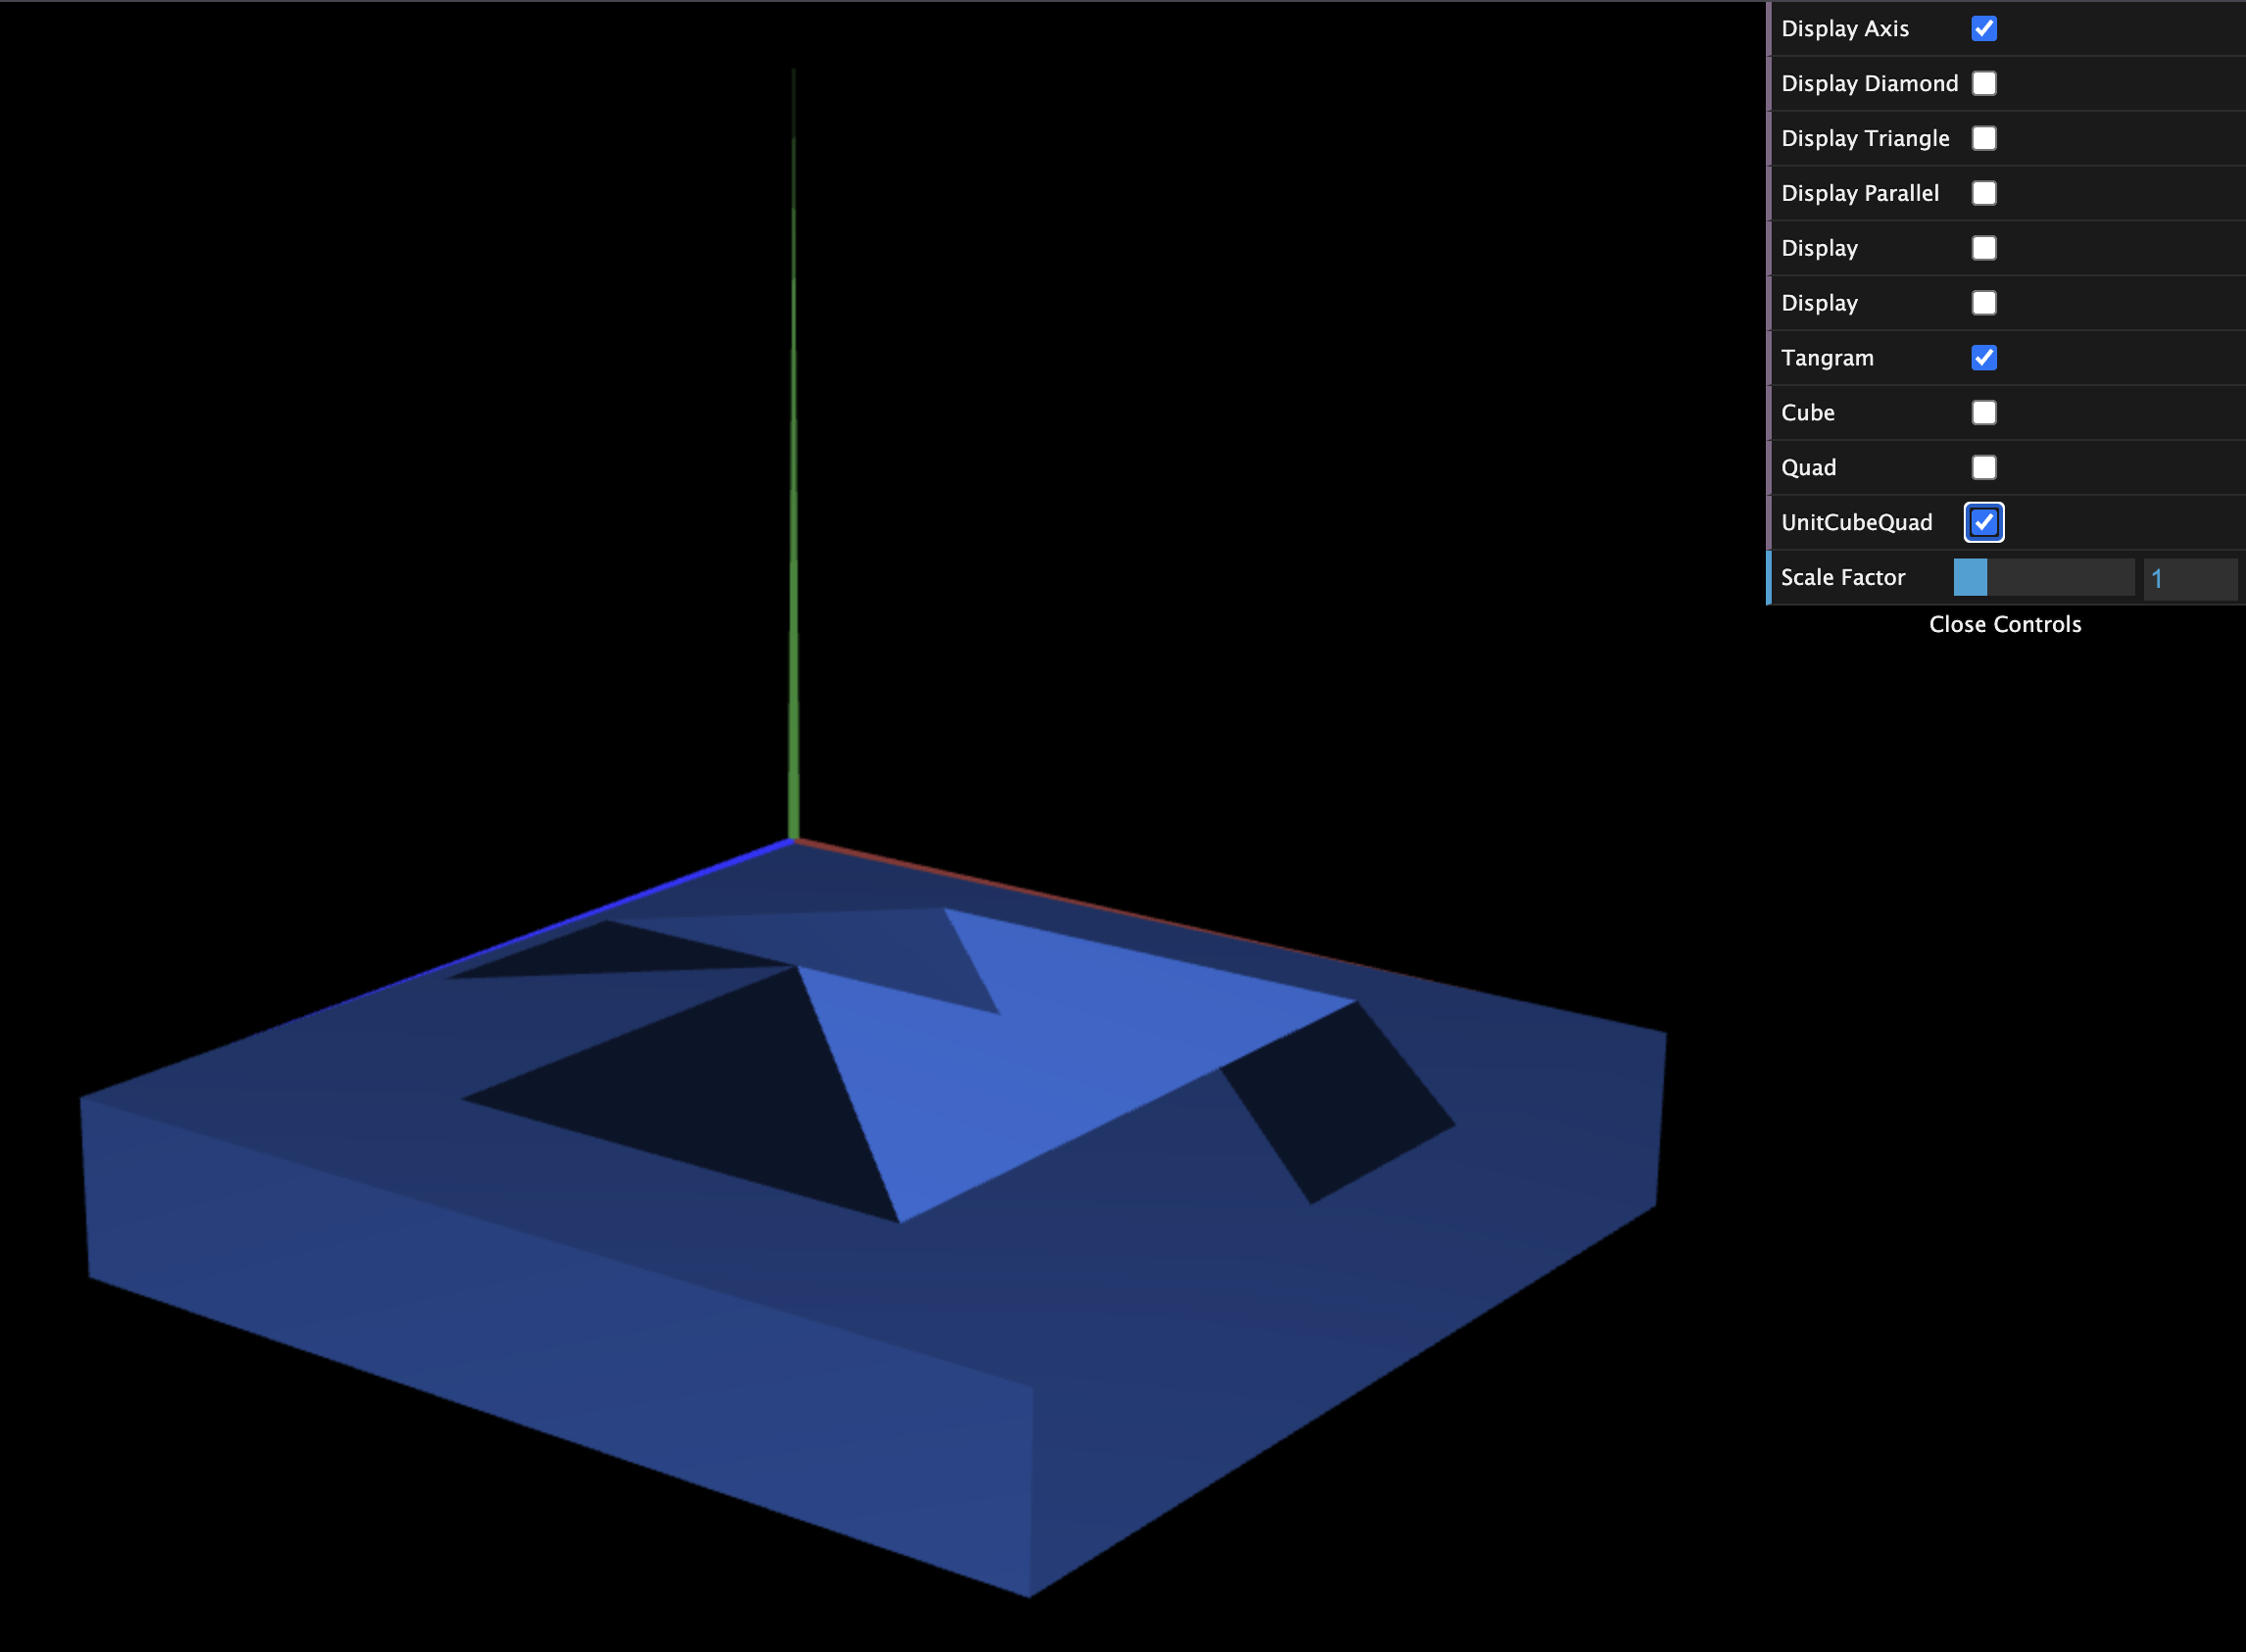 Display Axis
Display Diamond
Display Triangle
Display Parallel
Display
Display
Tangram
Cube
Quad
UnitCubeQuad
Scale Factor 1
Close Controls